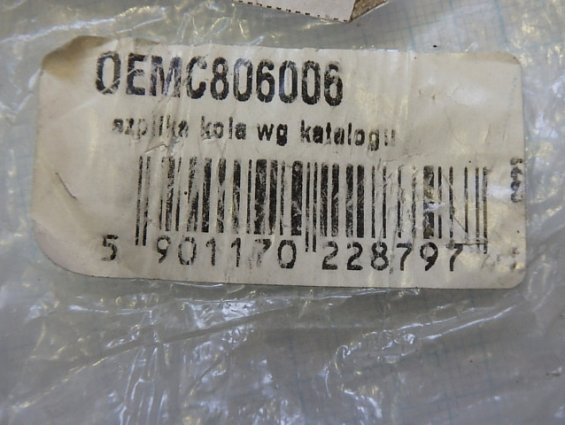 OEMC806006
szpilka koła wg katalogu
5 901170 228797